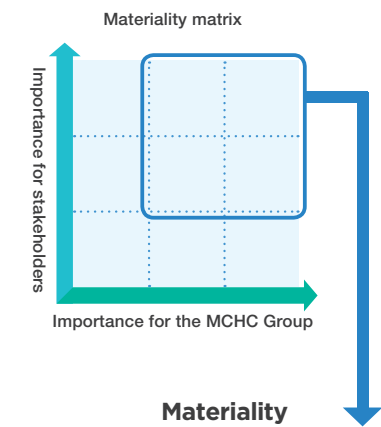 Materiality matrix
Importance for stakeholders
Importance for the MCHC Group
Materiality